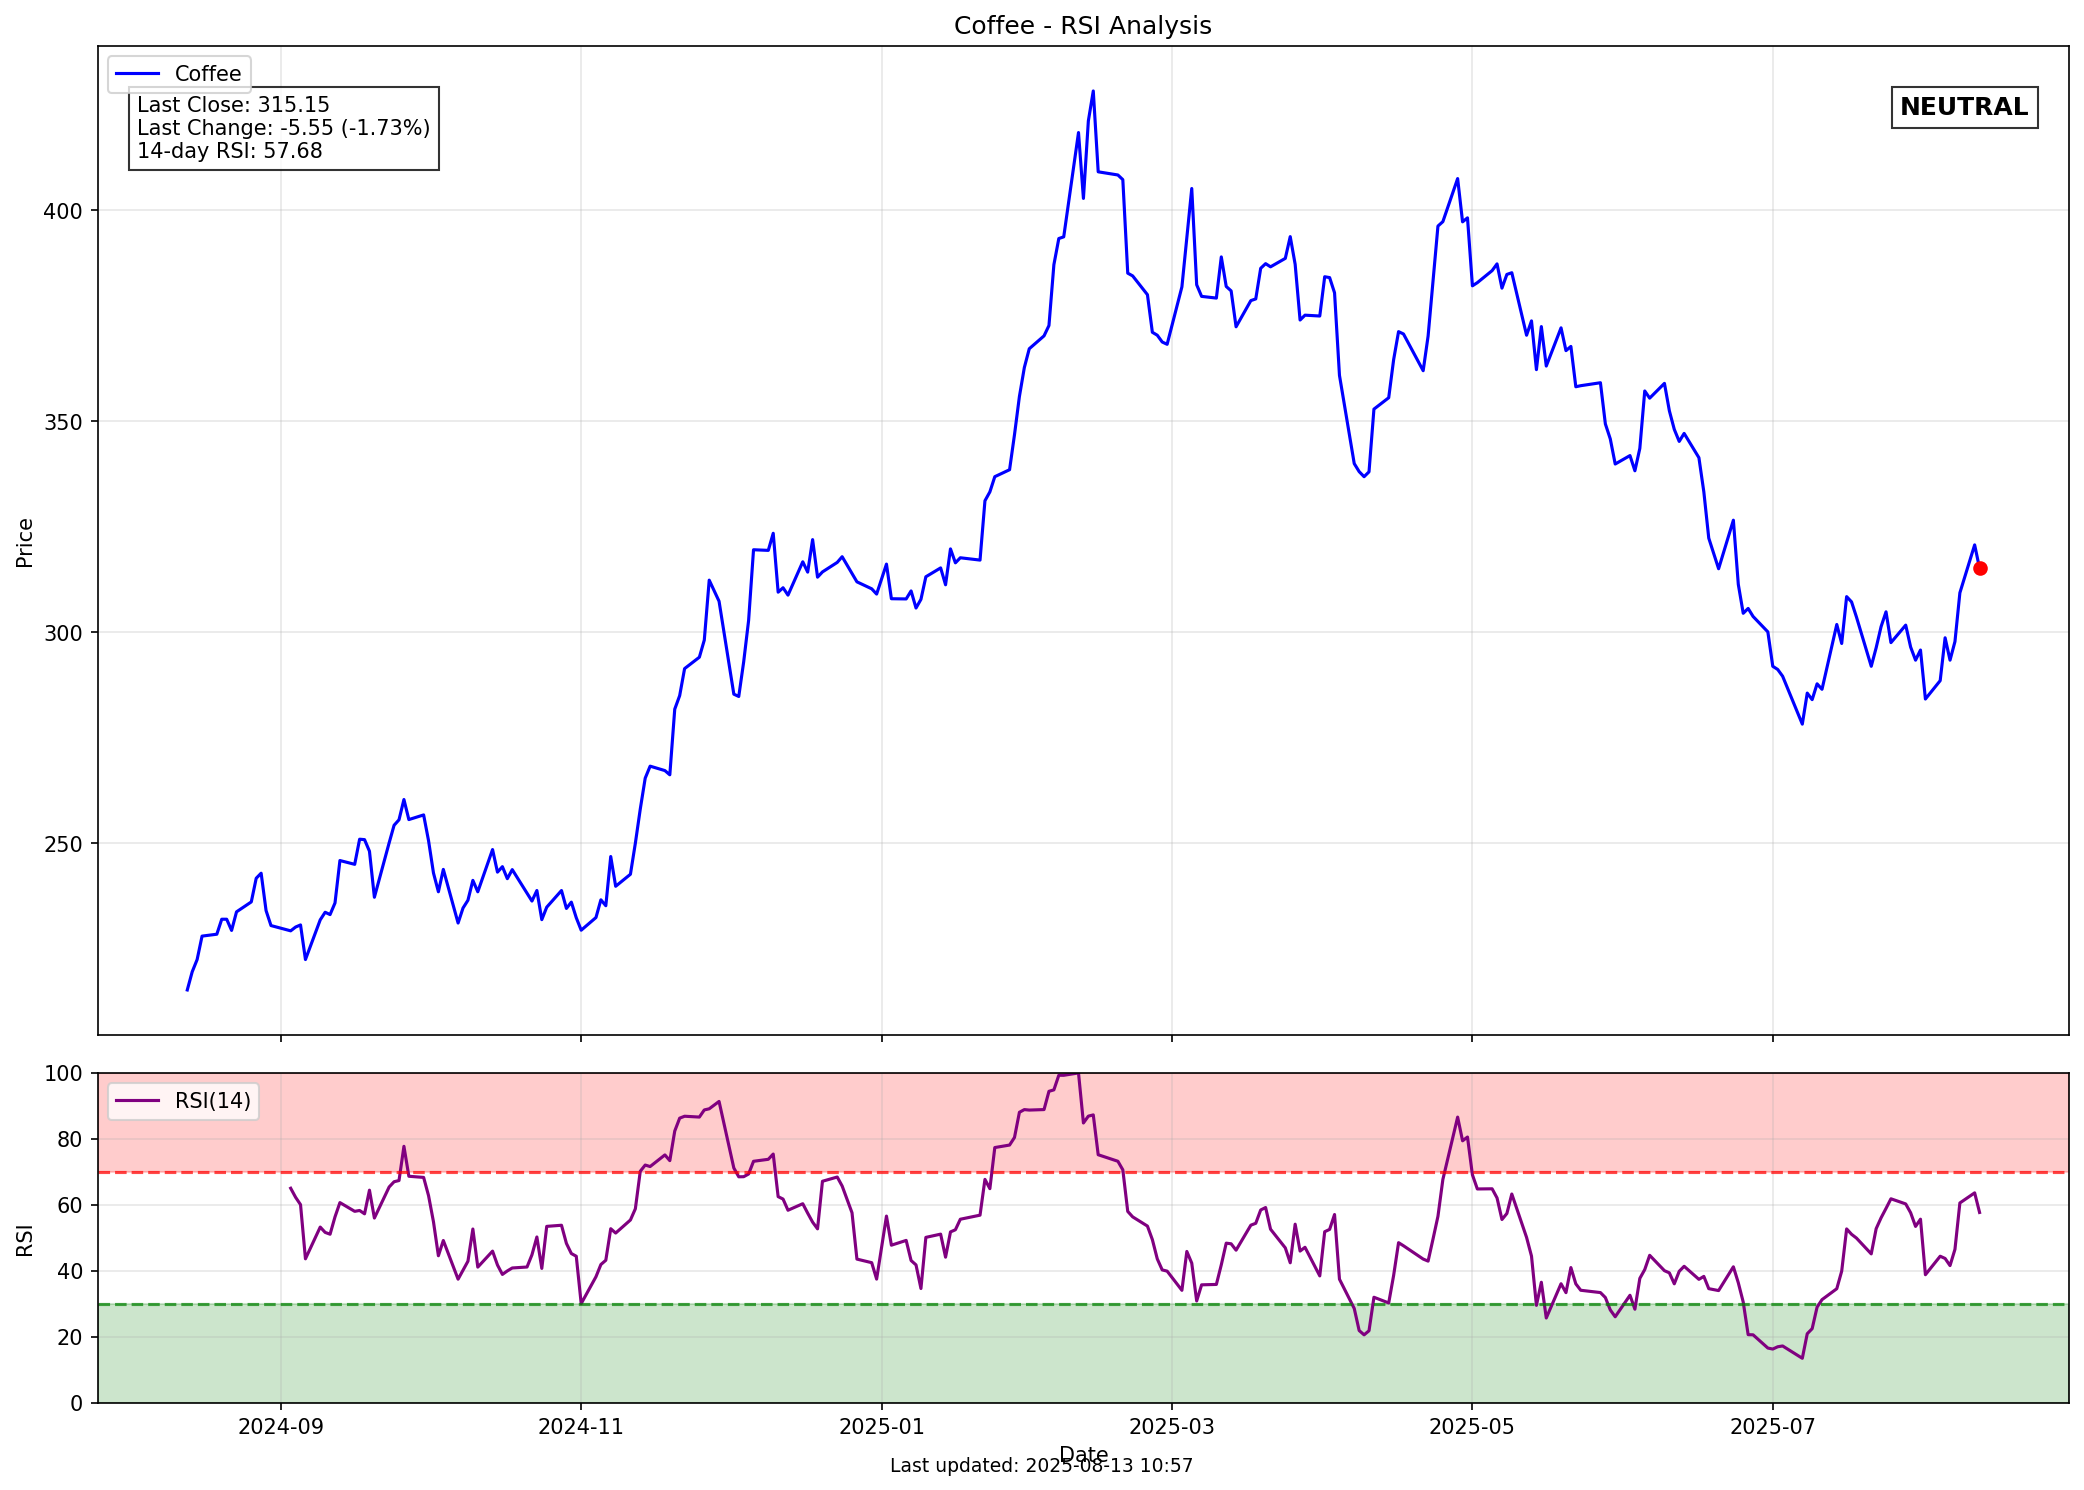 Coffee - RSI Analysis
Coffee
Last Close: 315.15
Last Change: -5.55 (-1.73%)
14-day RSI: 57.68
NEUTRAL
Price
400
350
300
250
RSI(14)
RSI
100
80
60
40
20
0
2024-09
2024-11
2025-01
2025-03
2025-05
2025-07
Date
Last updated: 2025-08-13 10:57